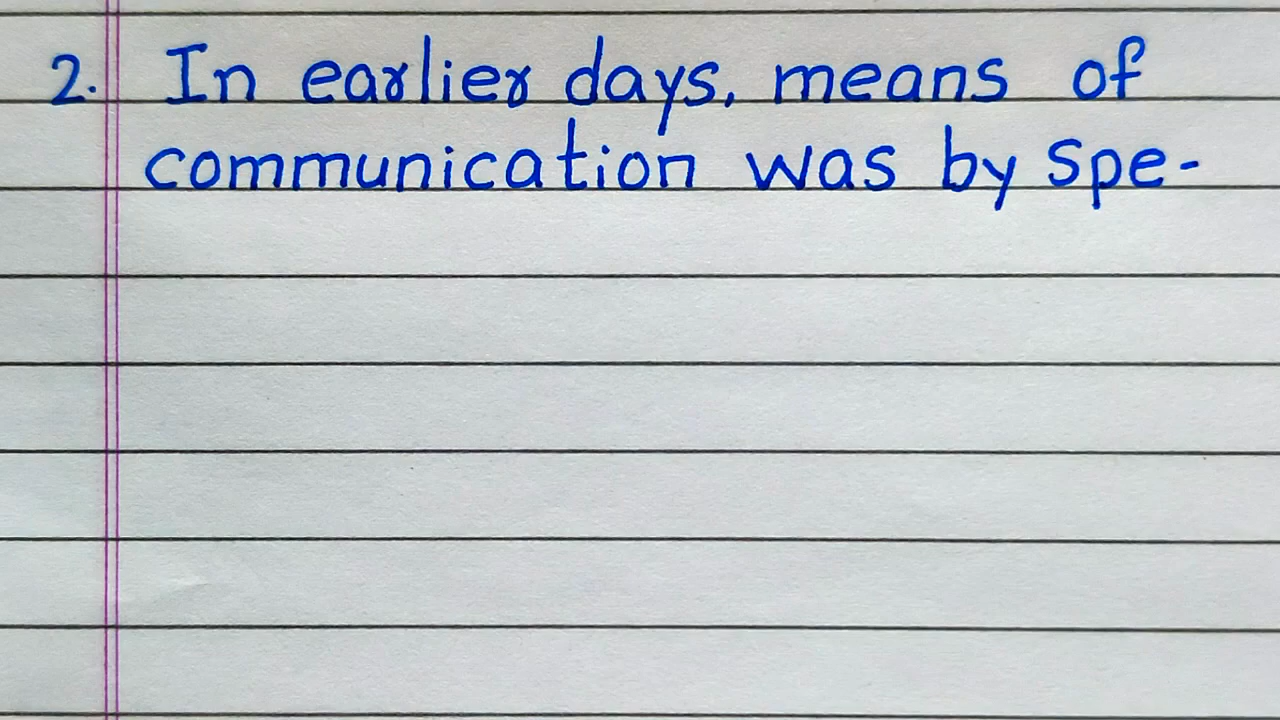 2. In earlier days, means of
communication was by spe-